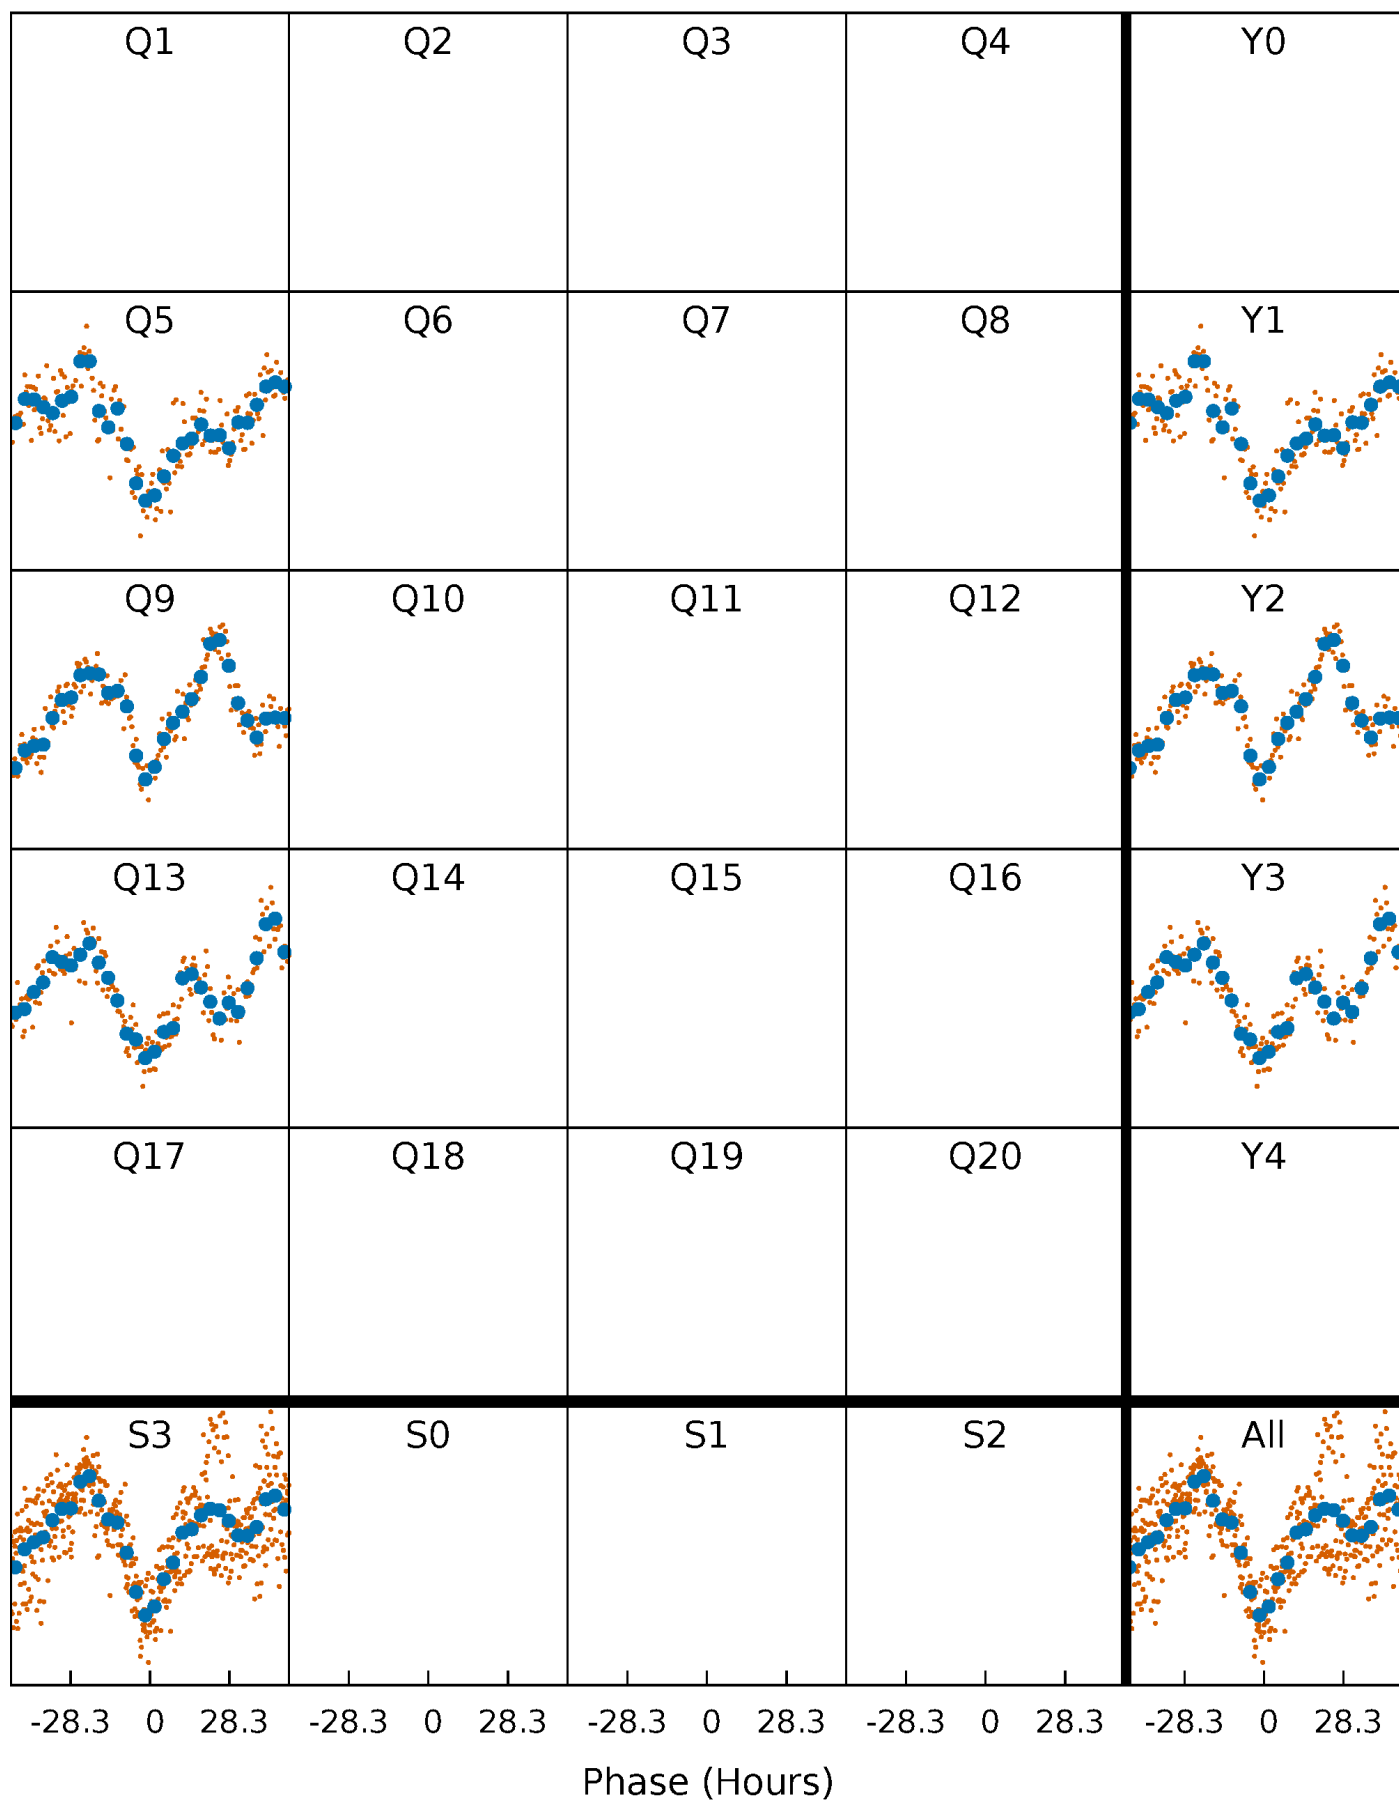 Q1 Q2 Q3 Q4 Y0
Q5 Q6 Q7 Q8 Y1
Q9 Q10 Q11 Q12 Y2
Q13 Q14 Q15 Q16 Y3
Q17 Q18 Q19 Q20 Y4
S3 S0 S1 S2 All
-28.3 0 28.3 -28.3 0 28.3 -28.3 0 28.3 -28.3 0 28.3 -28.3 0 28.3
Phase (Hours)